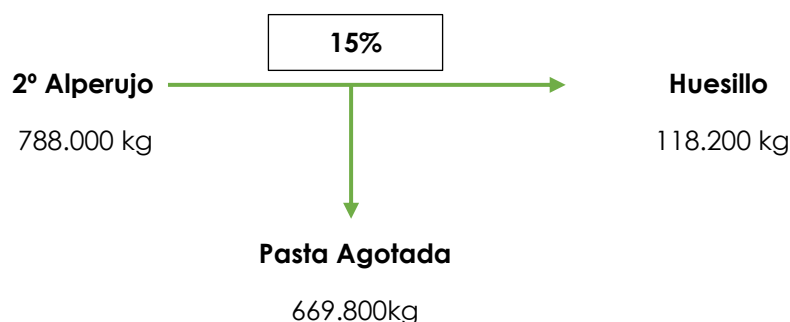 15%
2º Alperujo
Huesillo
788.000 kg
118.200 kg
Pasta Agotada
669.800kg